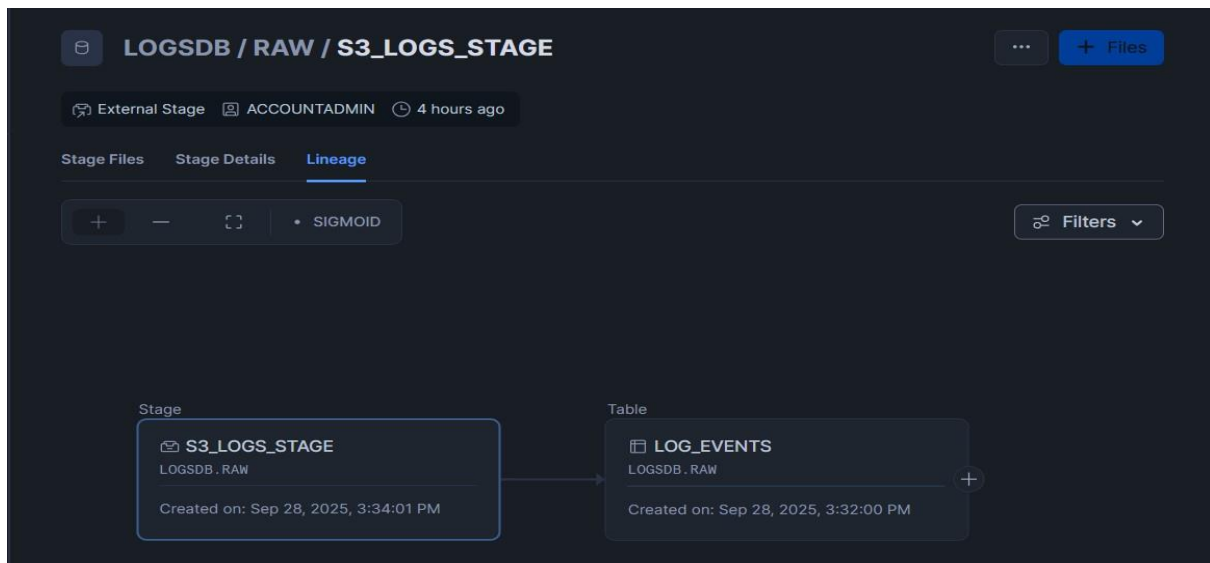 LOGSDB / RAW / S3_LOGS_STAGE
+ Files
External Stage ACCOUNTADMIN 4 hours ago
Stage Files Stage Details Lineage
SIGMOID
Filters
Stage
S3_LOGS_STAGE
LOGSDB.RAW
Created on: Sep 28, 2025, 3:34:01 PM
Table
LOG_EVENTS
LOGSDB.RAW
Created on: Sep 28, 2025, 3:32:00 PM